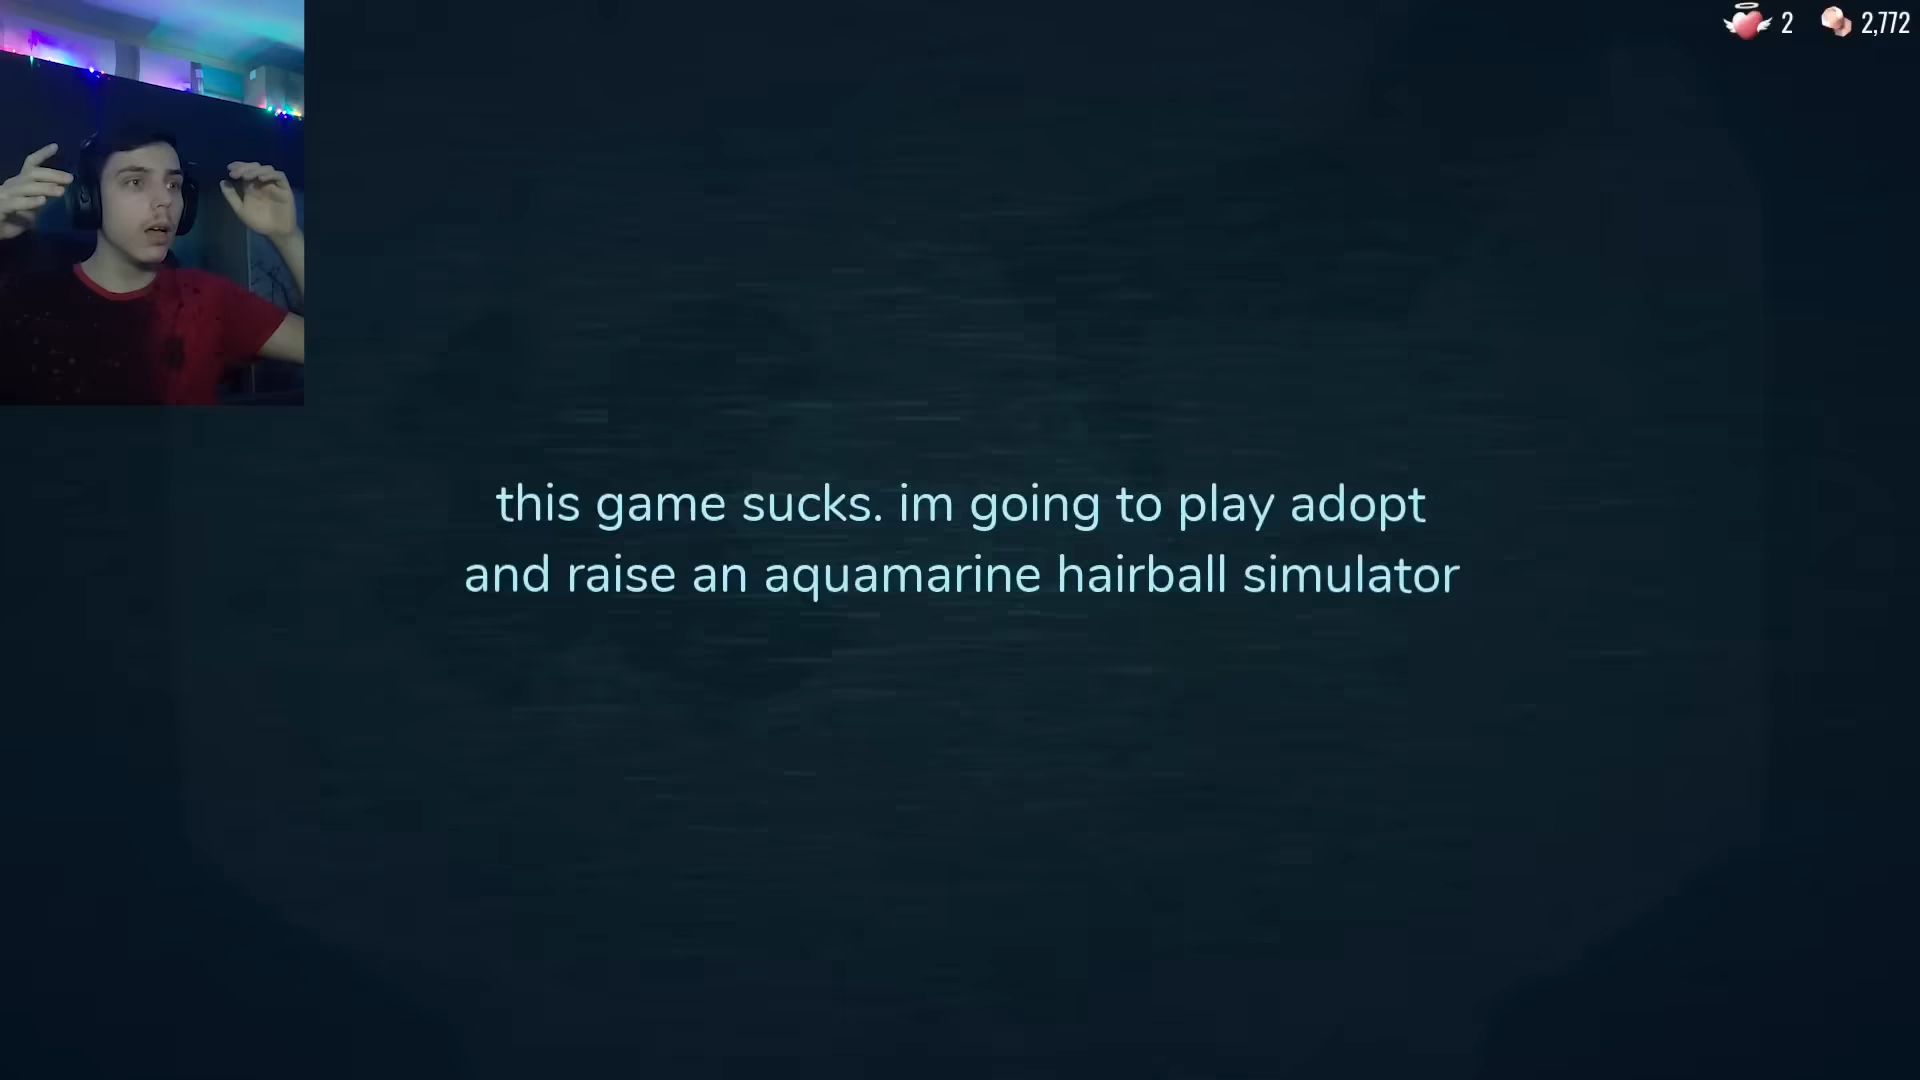 2 2,772
this game sucks. im going to play adopt
and raise an aquamarine hairball simulator